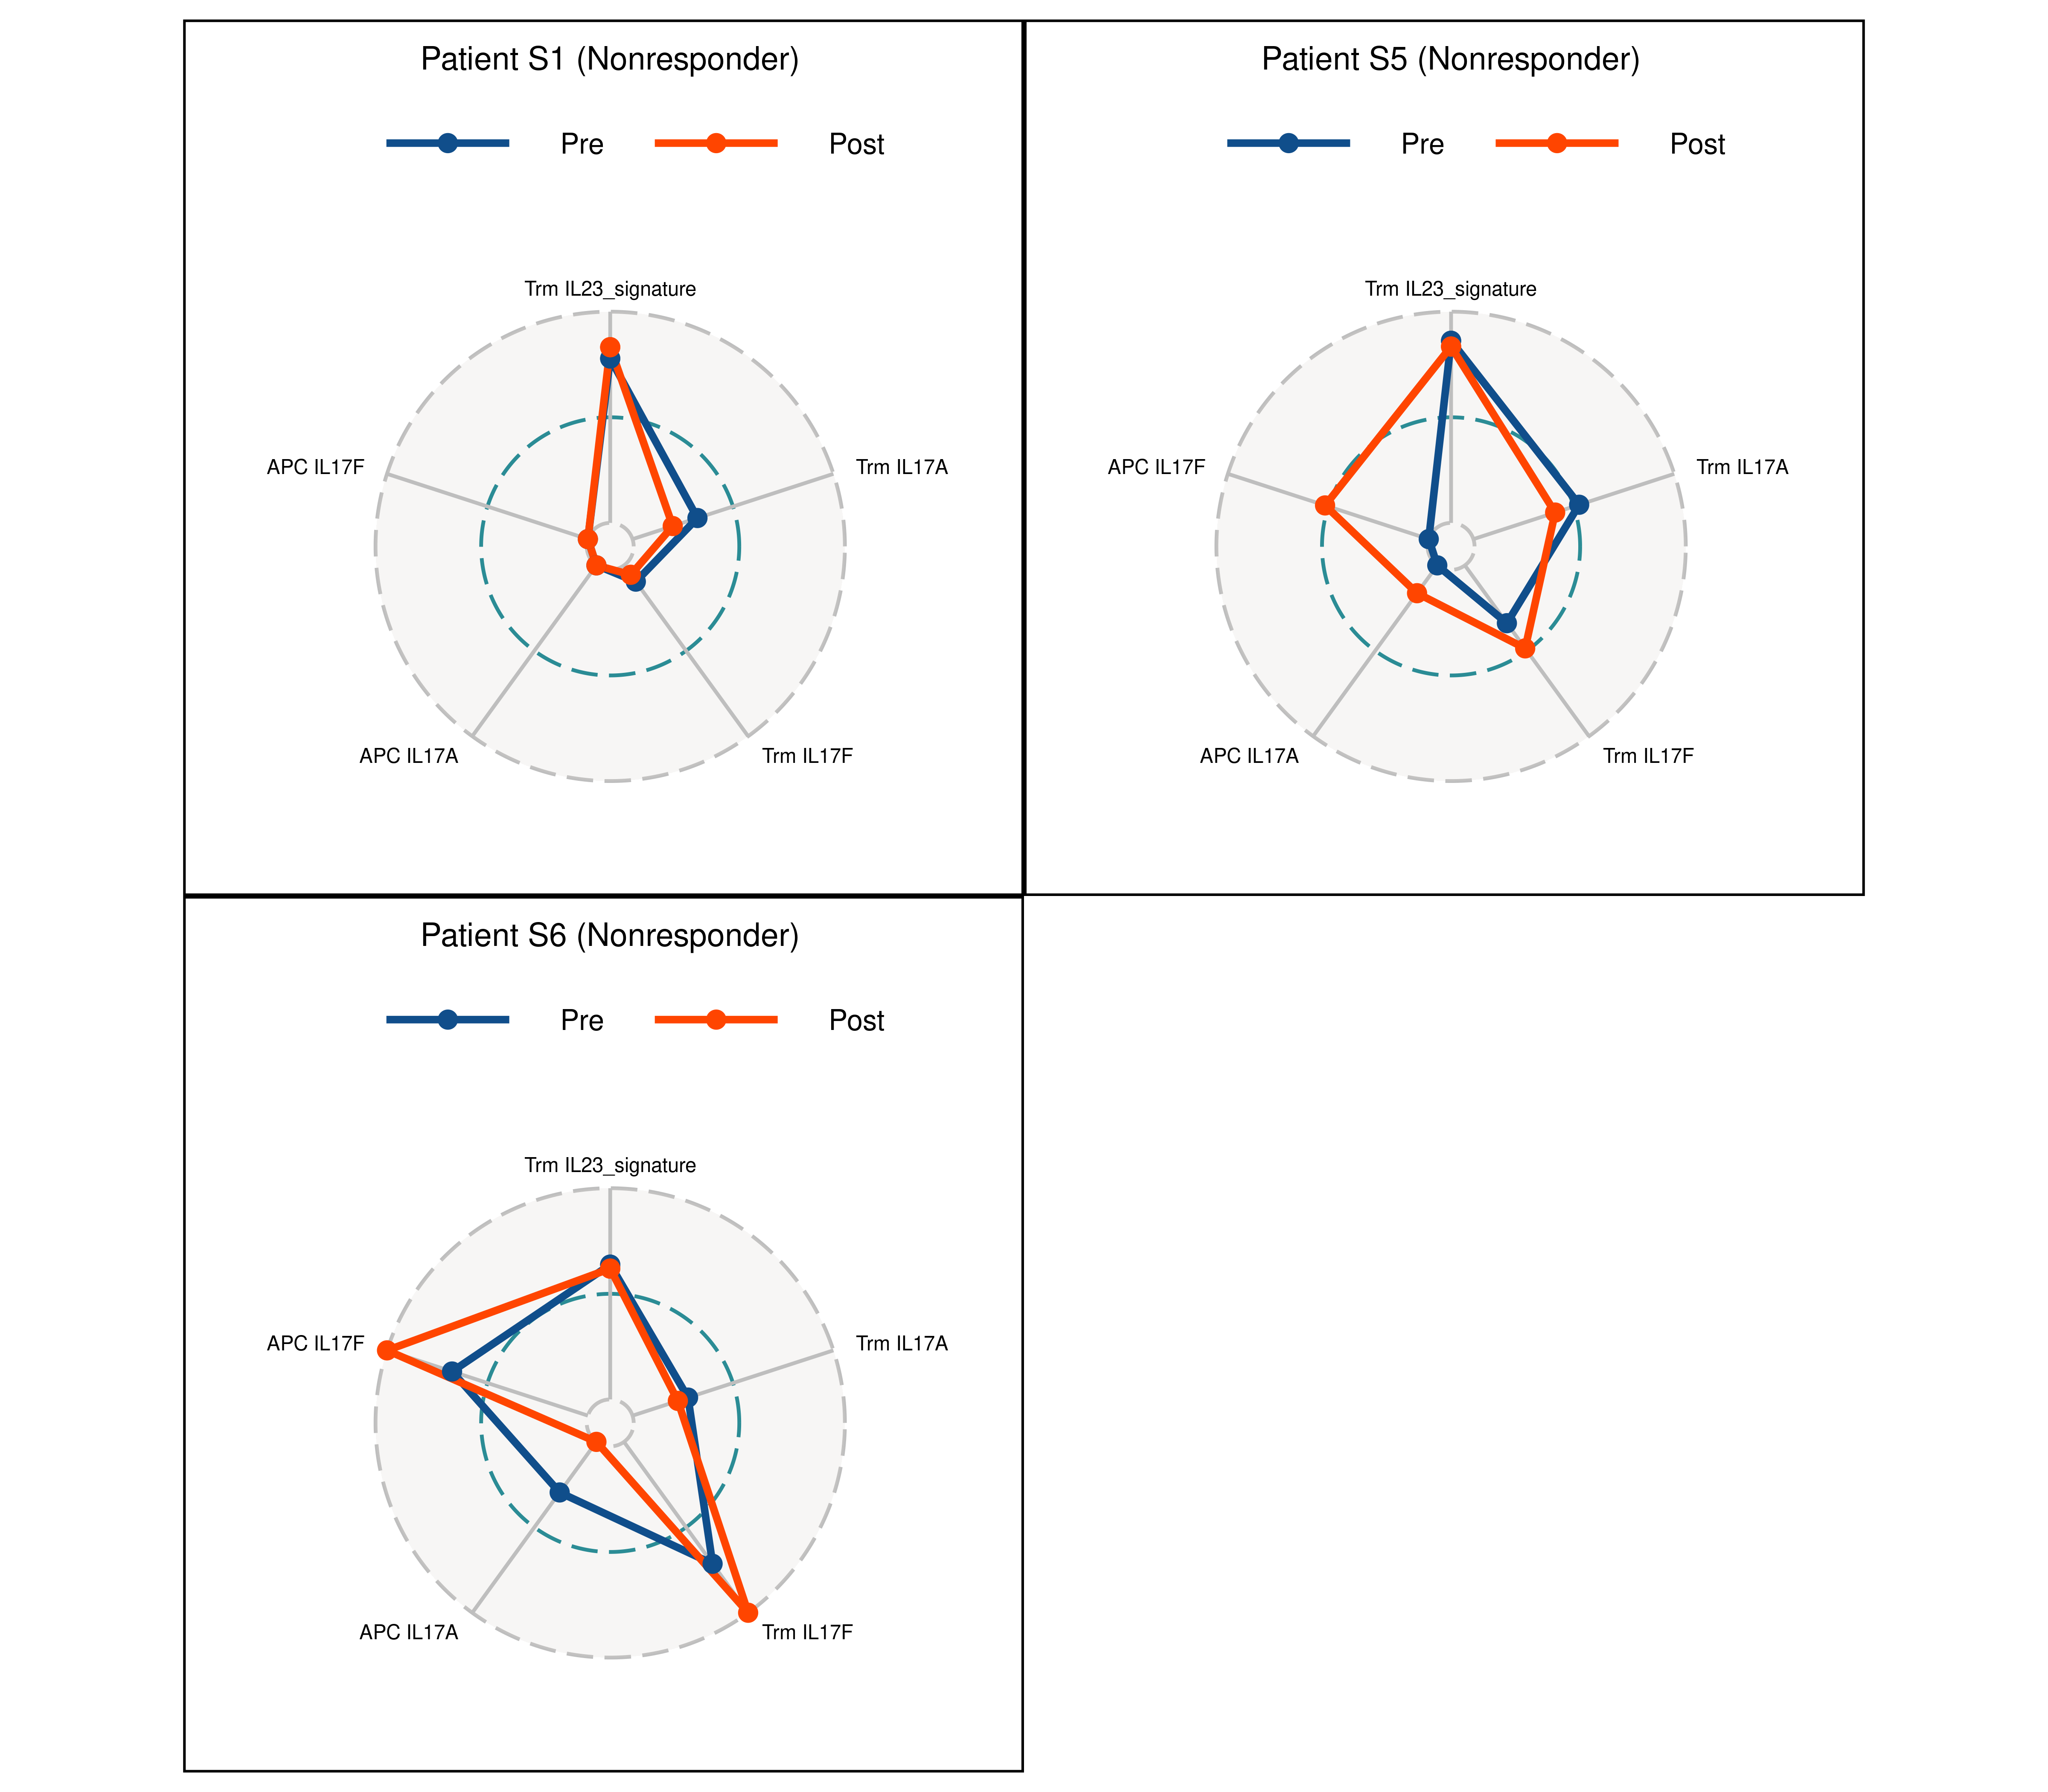 Patient S1 (Nonresponder)
Pre Post
Trm IL23_signature
APC IL17F
Trm IL17A
APC IL17A
Trm IL17F
Patient S5 (Nonresponder)
Pre Post
Trm IL23_signature
APC IL17F
Trm IL17A
APC IL17A
Trm IL17F
Patient S6 (Nonresponder)
Pre Post
Trm IL23_signature
APC IL17F
Trm IL17A
APC IL17A
Trm IL17F